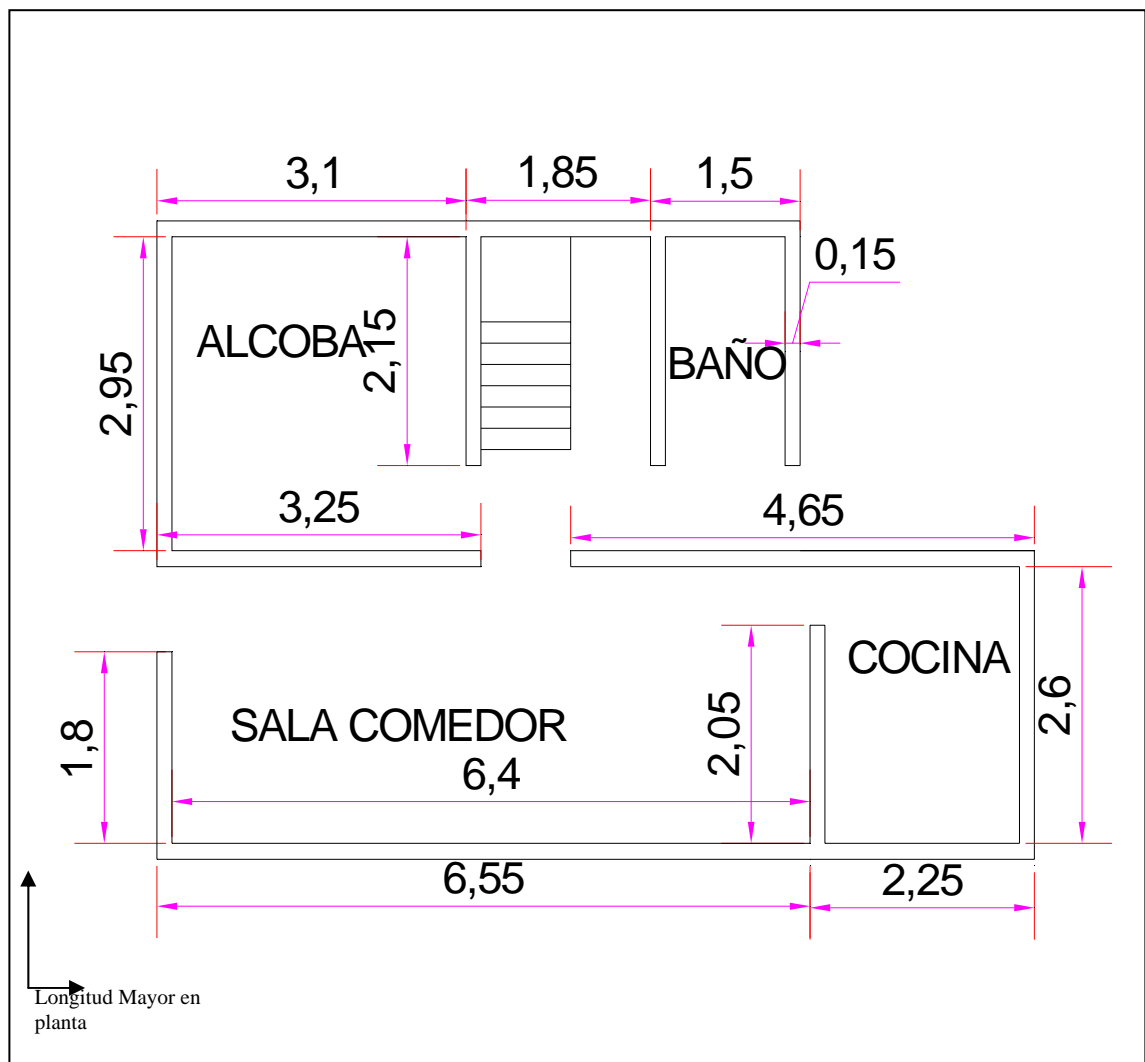 3,1
1,85
1,5
0,15
ALCOBA
2,15
BAÑO
2,95
3,25
4,65
COCINA
SALA COMEDOR
1,8
6,4
2,05
2,6
6,55
2,25
Longitud Mayor en
planta